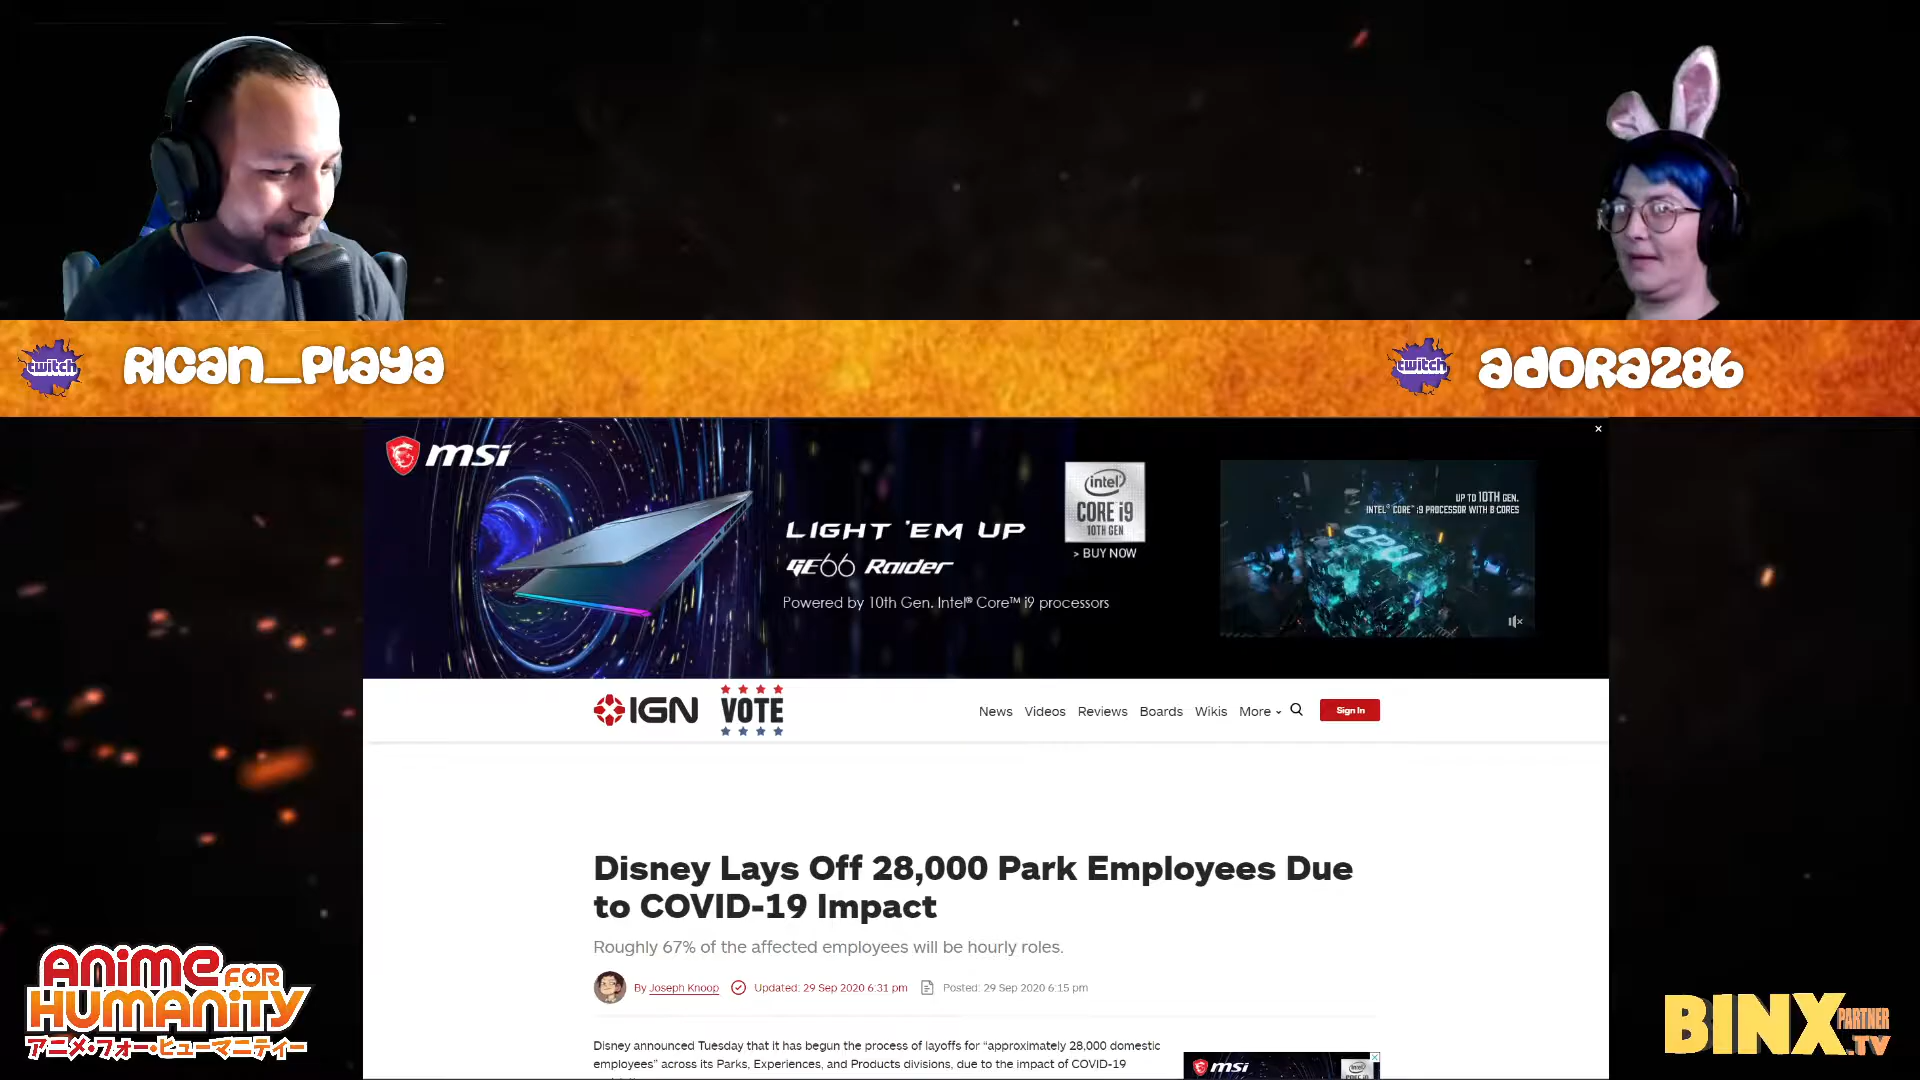 twitch
RICAN_PLAYA
twitch
ADORA286
msi
LIGHT 'EM UP
GE66 Raider
Powered by 10th Gen. Intel® Core™ i9 processors
intel®
CORE i9
10TH GEN
> BUY NOW
UP TO 10TH GEN.
INTEL® CORE™ i9 PROCESSOR WITH 8 CORES
CPU
IGN
VOTE
News Videos Reviews Boards Wikis More
Sign In
Disney Lays Off 28,000 Park Employees Due
to COVID-19 Impact
Roughly 67% of the affected employees will be hourly roles.
By Joseph Knoop Updated: 29 Sep 2020 6:31 pm Posted: 29 Sep 2020 6:15 pm
Disney announced Tuesday that it has begun the process of layoffs for “approximately 28,000 domestic
employees” across its Parks, Experiences, and Products divisions, due to the impact of COVID-19
msi
intel
ANIME FOR
HUMANITY
アニメ・フォー・ヒューマニティー
BINX PARTNER
.TV